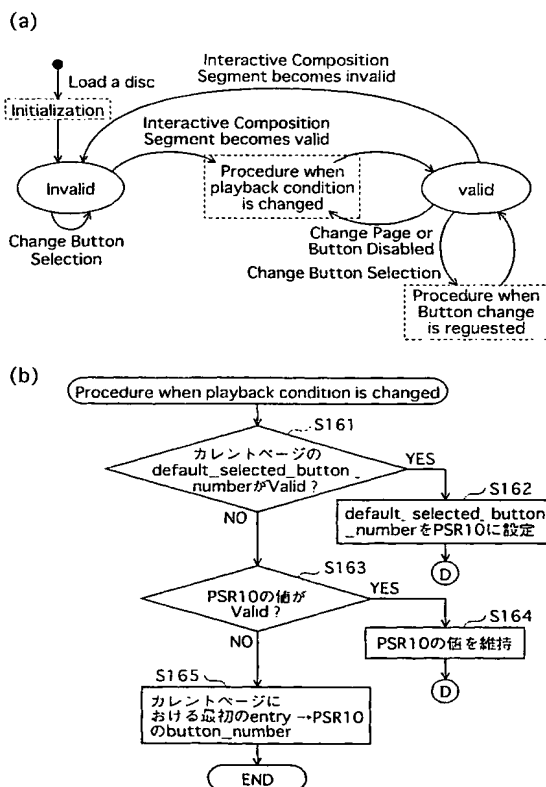 (a)
Load a disc
Initialization
Interactive Composition
Segment becomes invalid
Interactive Composition
Segment becomes valid
Invalid
Procedure when
playback condition
is changed
valid
Change Button
Selection
Change Page or
Button Disabled
Change Button Selection
Procedure when
Button change
is reguested
(b)
Procedure when playback condition is changed
S161
カレントページの
default_selected_button_
numberがValid?
YES
S162
default_selected_button
_numberをPSR10に設定
NO
D
S163
PSR10の値が
Valid?
YES
S164
PSR10の値を維持
NO
D
S165
カレントページに
おける最初のentry→PSR10
のbutton_number
END